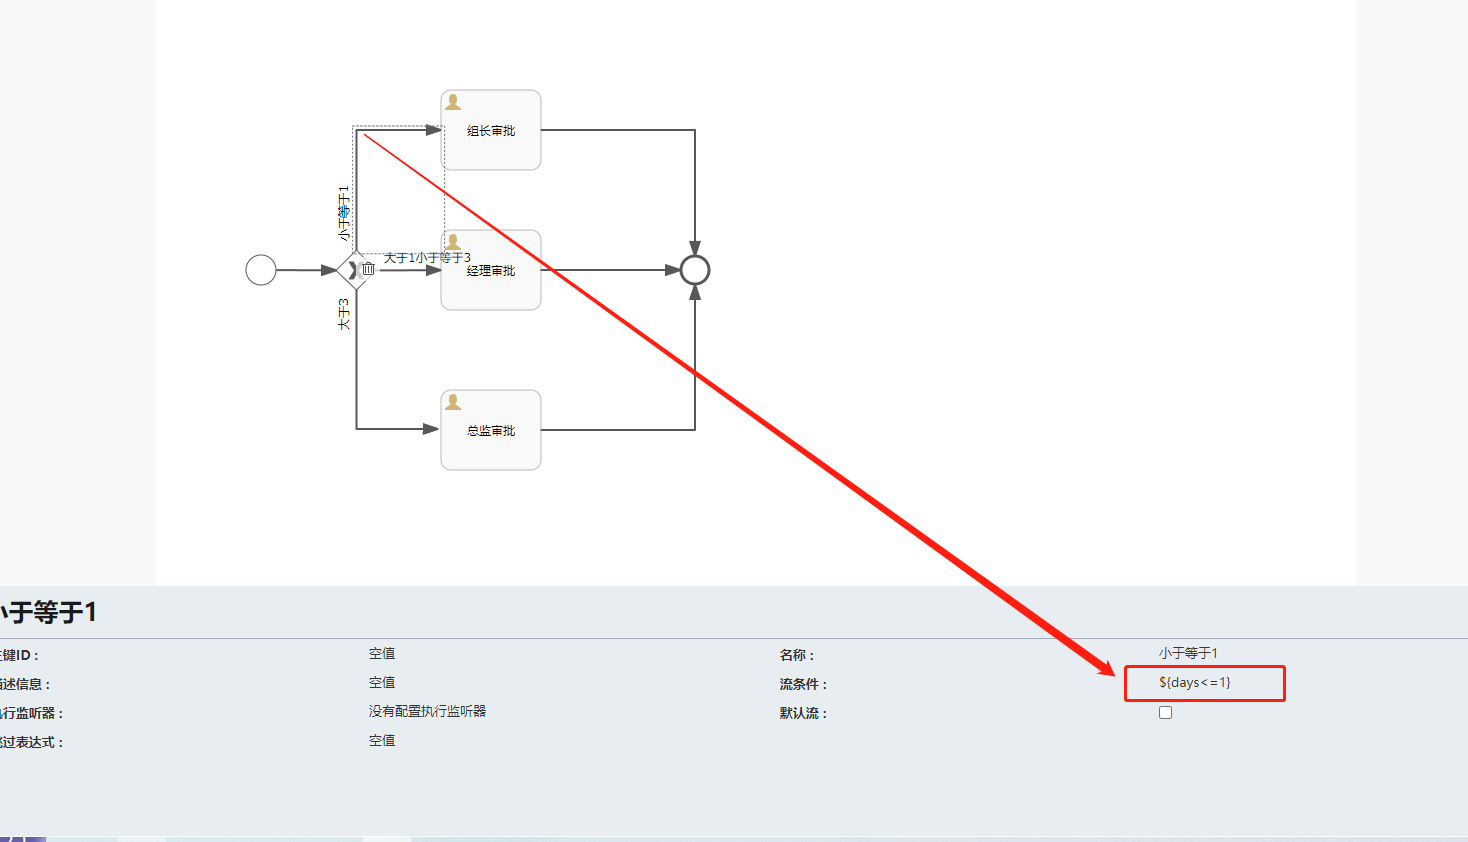 组长审批
小于等于1
大于1小于等于3
经理审批
大于3
总监审批
小于等于1
主键ID： 空值 名称： 小于等于1
描述信息： 空值 流条件： ${days<=1}
执行监听器： 没有配置执行监听器 默认流：
跳过表达式： 空值